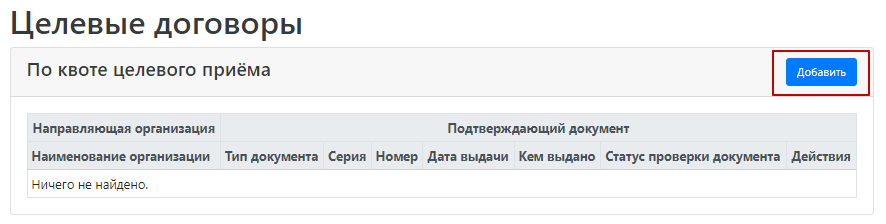 Целевые договоры
По квоте целевого приёма
Добавить
Направляющая организация Подтверждающий документ
Наименование организации Тип документа Серия Номер Дата выдачи Кем выдано Статус проверки документа Действия
Ничего не найдено.